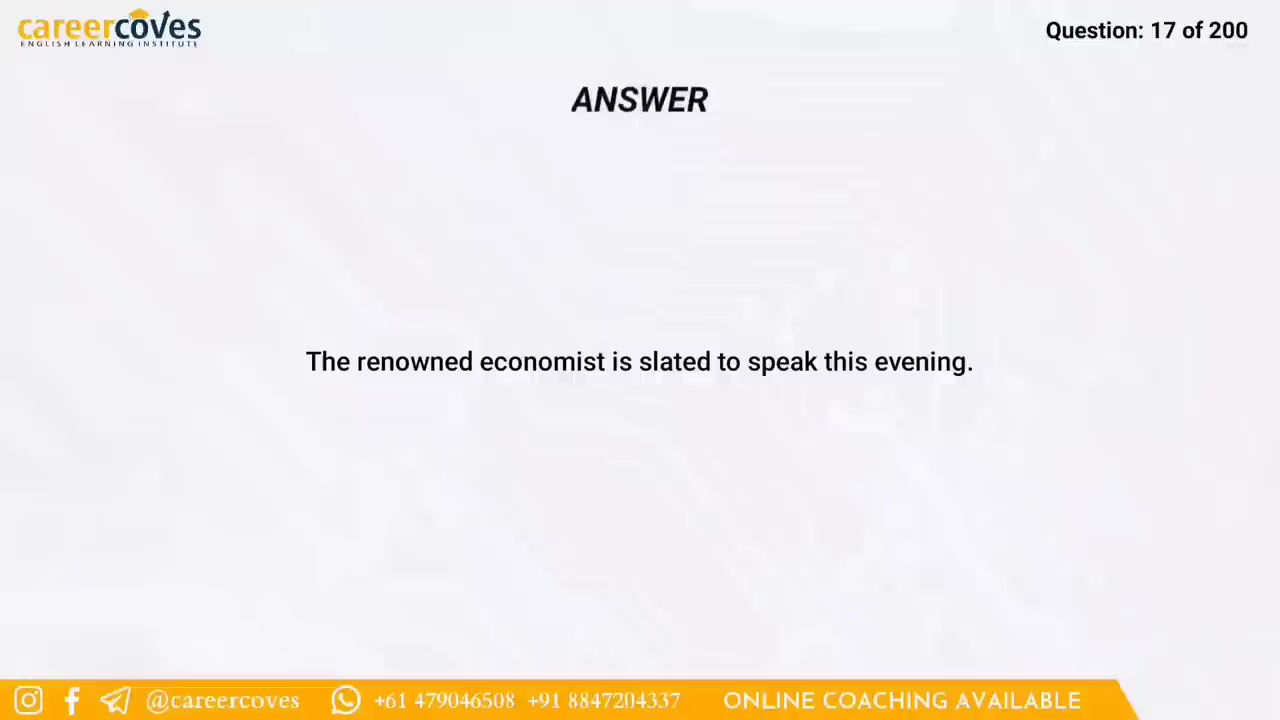 careercoves
ENGLISH LEARNING INSTITUTE
Question: 17 of 200
ANSWER
The renowned economist is slated to speak this evening.
@careercoves +61 479046508 +91 8847204337 ONLINE COACHING AVAILABLE